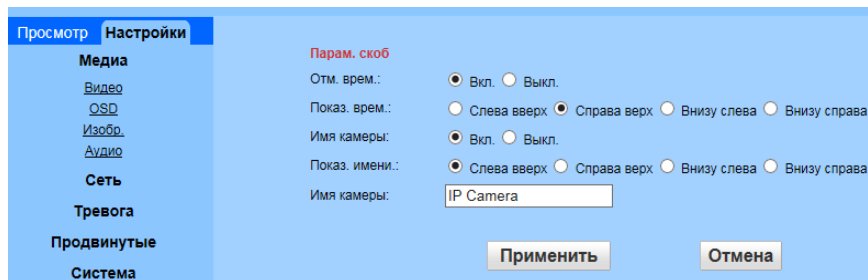 Просмотр Настройки
Медиа
Видео
OSD
Изобр.
Аудио
Сеть
Тревога
Продвинутые
Система
Парам. скоб
Отм. врем.: Вкл. Выкл.
Показ. врем.: Слева вверх Справа верх Внизу слева Внизу справа
Имя камеры: Вкл. Выкл.
Показ. имени.: Слева вверх Справа верх Внизу слева Внизу справа
Имя камеры: IP Camera
Применить Отмена